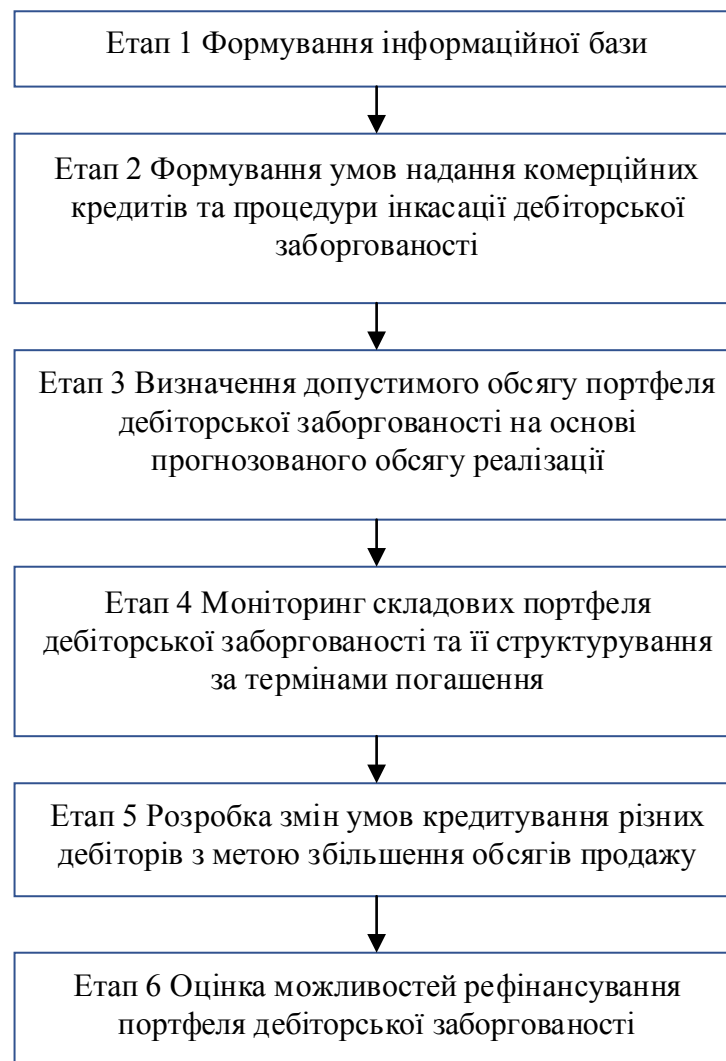 Етап 1 Формування інформаційної бази
Етап 2 Формування умов надання комерційних
кредитів та процедури інкасації дебіторської
заборгованості
Етап 3 Визначення допустимого обсягу портфеля
дебіторської заборгованості на основі
прогнозованого обсягу реалізації
Етап 4 Моніторинг складових портфеля
дебіторської заборгованості та її структурування
за термінами погашення
Етап 5 Розробка змін умов кредитування різних
дебіторів з метою збільшення обсягів продажу
Етап 6 Оцінка можливостей рефінансування
портфеля дебіторської заборгованості